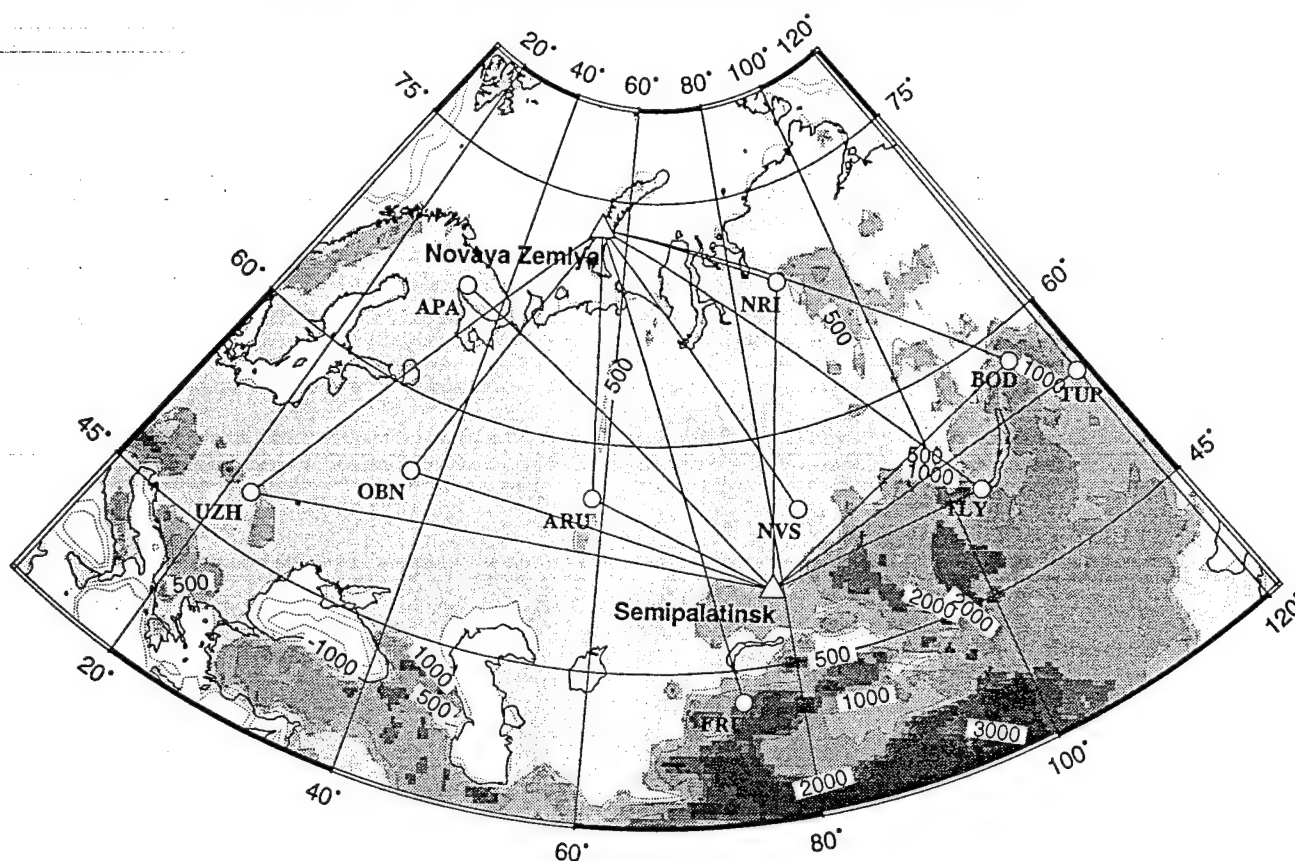 20° 40° 60° 80° 100° 120°
75° 75°
Novaya Zemlya
60° 60°
APA NRI
500
500
BOD 1000 TUP
45° 45°
500
1000
UZH OBN ARU NVS TLY
500
Semipalatinsk
2000 2000
-1000 1000 500
500
1000
FRU
3000
2000
20° 40° 60° 80° 100° 120°